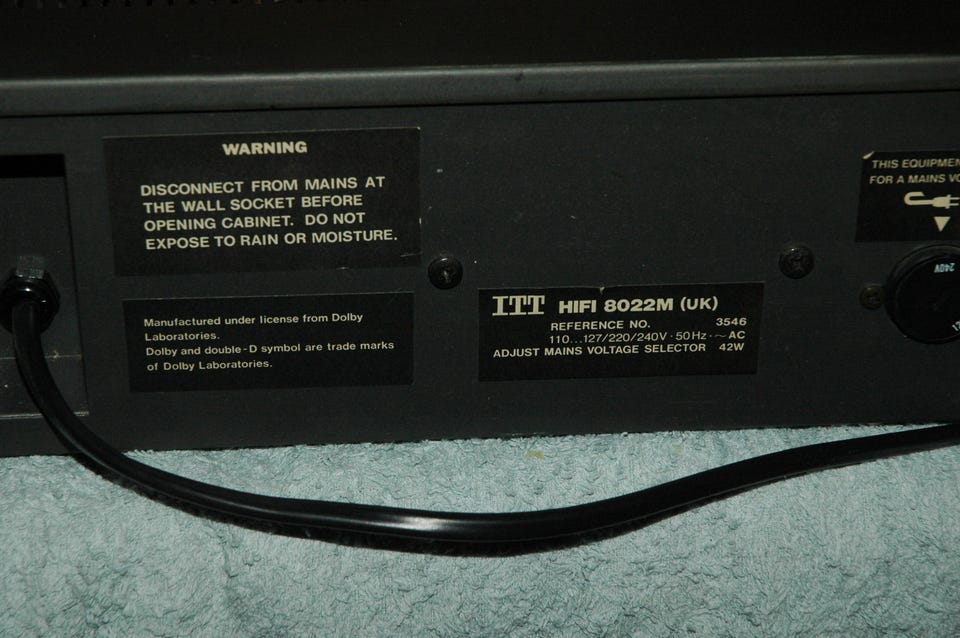 WARNING
DISCONNECT FROM MAINS AT
THE WALL SOCKET BEFORE
OPENING CABINET. DO NOT
EXPOSE TO RAIN OR MOISTURE.
Manufactured under license from Dolby
Laboratories.
Dolby and double-D symbol are trade marks
of Dolby Laboratories.
ITT HIFI 8022M (UK)
REFERENCE NO. 3546
110...127/220/240V·50Hz·~AC
ADJUST MAINS VOLTAGE SELECTOR 42W
THIS EQUIPMEN
FOR A MAINS VO
240V